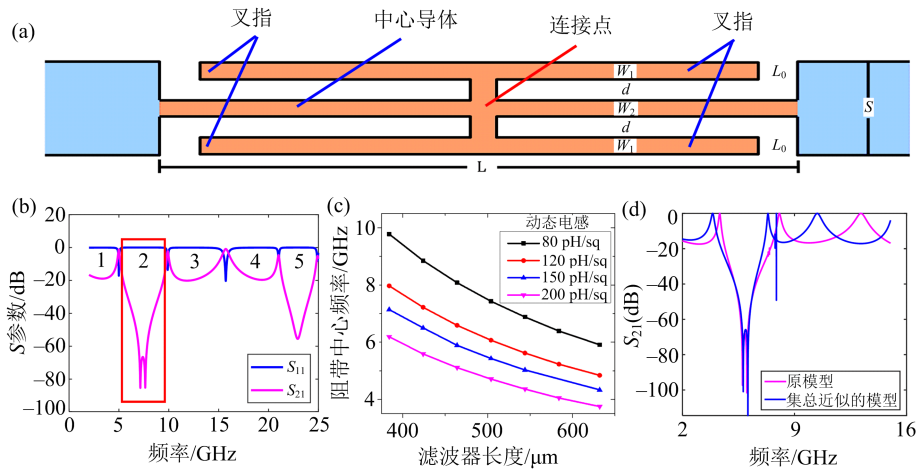 (a)
叉指 中心导体 连接点 叉指
W1 L0
d
W2 S
d
W1 L0
L
(b)
S参数/dB
20
0
−20
−40
−60
−80
−100
1 2 3 4 5
S11
S21
0 5 10 15 20 25
频率/GHz
(c)
阻带中心频率/GHz
10
8
6
4
动态电感
80 pH/sq
120 pH/sq
150 pH/sq
200 pH/sq
400 500 600
滤波器长度/μm
(d)
S21(dB)
0
−20
−40
−60
−80
−100
原模型
集总近似的模型
2 9 16
频率/GHz